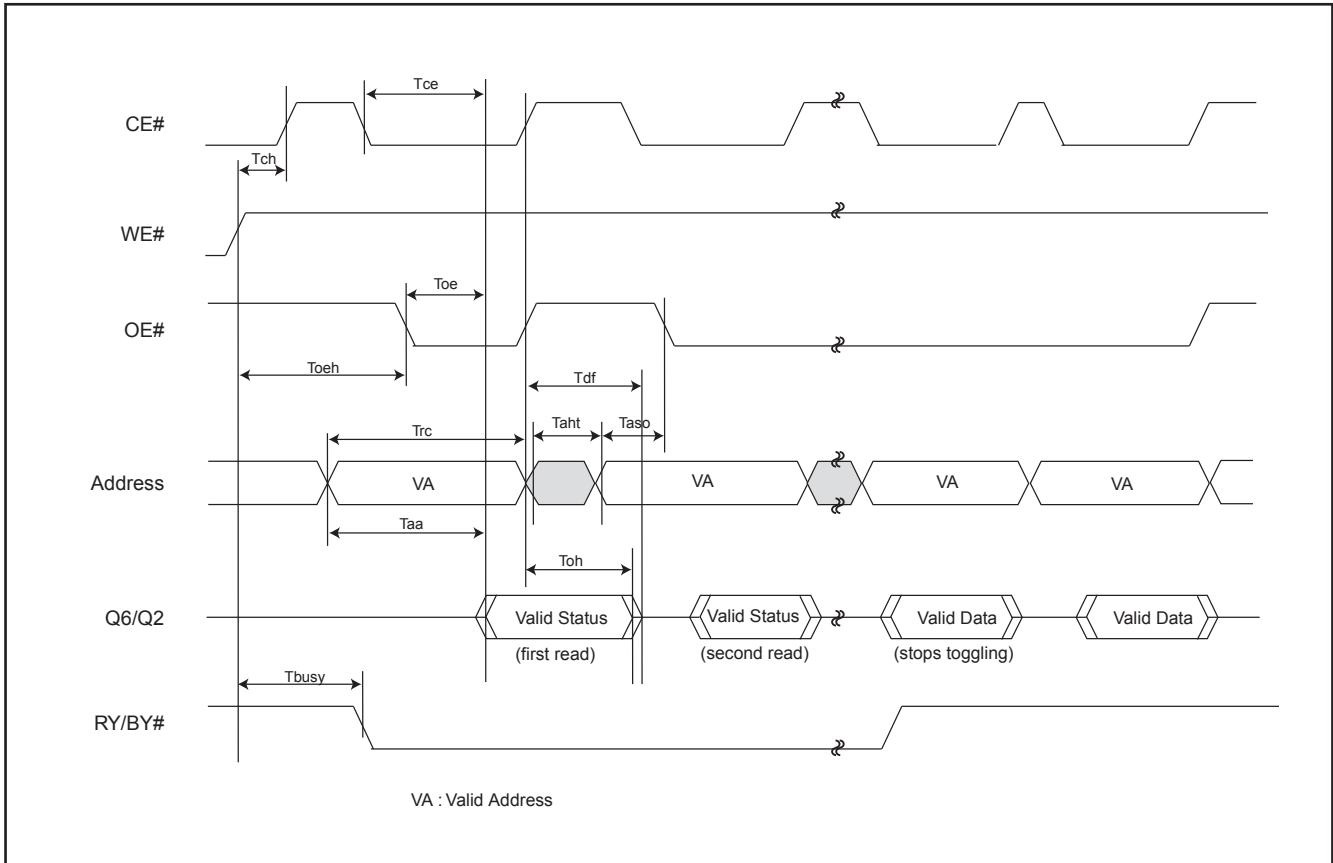 Tce
CE#
Tch
WE#
Toe
OE#
Toeh
Tdf
Taht
Taso
Trc
Address
VA
VA
VA
VA
Taa
Toh
Q6/Q2
Valid Status
Valid Status
Valid Data
Valid Data
(first read)
(second read)
(stops toggling)
Tbusy
RY/BY#
VA : Valid Address